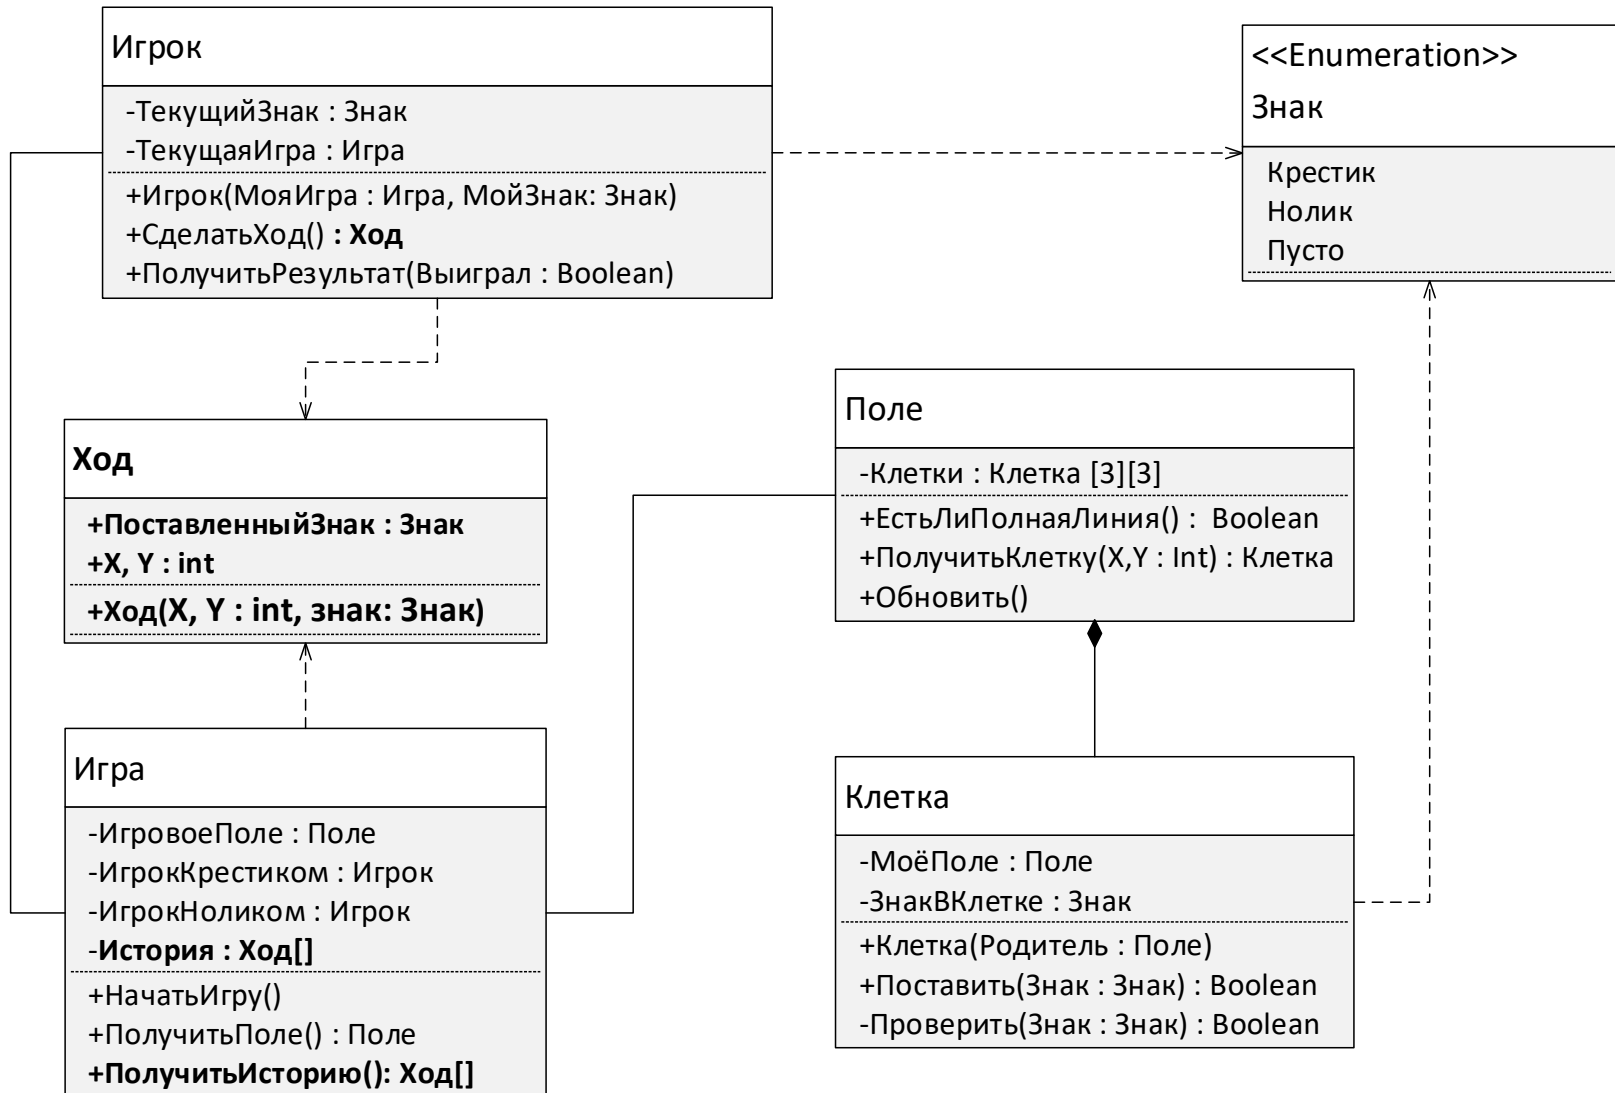 Игрок
-ТекущийЗнак : Знак
-ТекущаяИгра : Игра
+Игрок(МояИгра : Игра, МойЗнак: Знак)
+СделатьХод() : Ход
+ПолучитьРезультат(Выиграл : Boolean)
<<Enumeration>>
Знак
Крестик
Нолик
Пусто
Ход
+ПоставленныйЗнак : Знак
+X, Y : int
+Ход(X, Y : int, знак: Знак)
Поле
-Клетки : Клетка [3][3]
+ЕстьЛиПолнаяЛиния() : Boolean
+ПолучитьКлетку(X,Y : Int) : Клетка
+Обновить()
Игра
-ИгровоеПоле : Поле
-ИгрокКрестиком : Игрок
-ИгрокНоликом : Игрок
-История : Ход[]
+НачатьИгру()
+ПолучитьПоле() : Поле
+ПолучитьИсторию(): Ход[]
Клетка
-МоёПоле : Поле
-ЗнакВКлетке : Знак
+Клетка(Родитель : Поле)
+Поставить(Знак : Знак) : Boolean
-Проверить(Знак : Знак) : Boolean